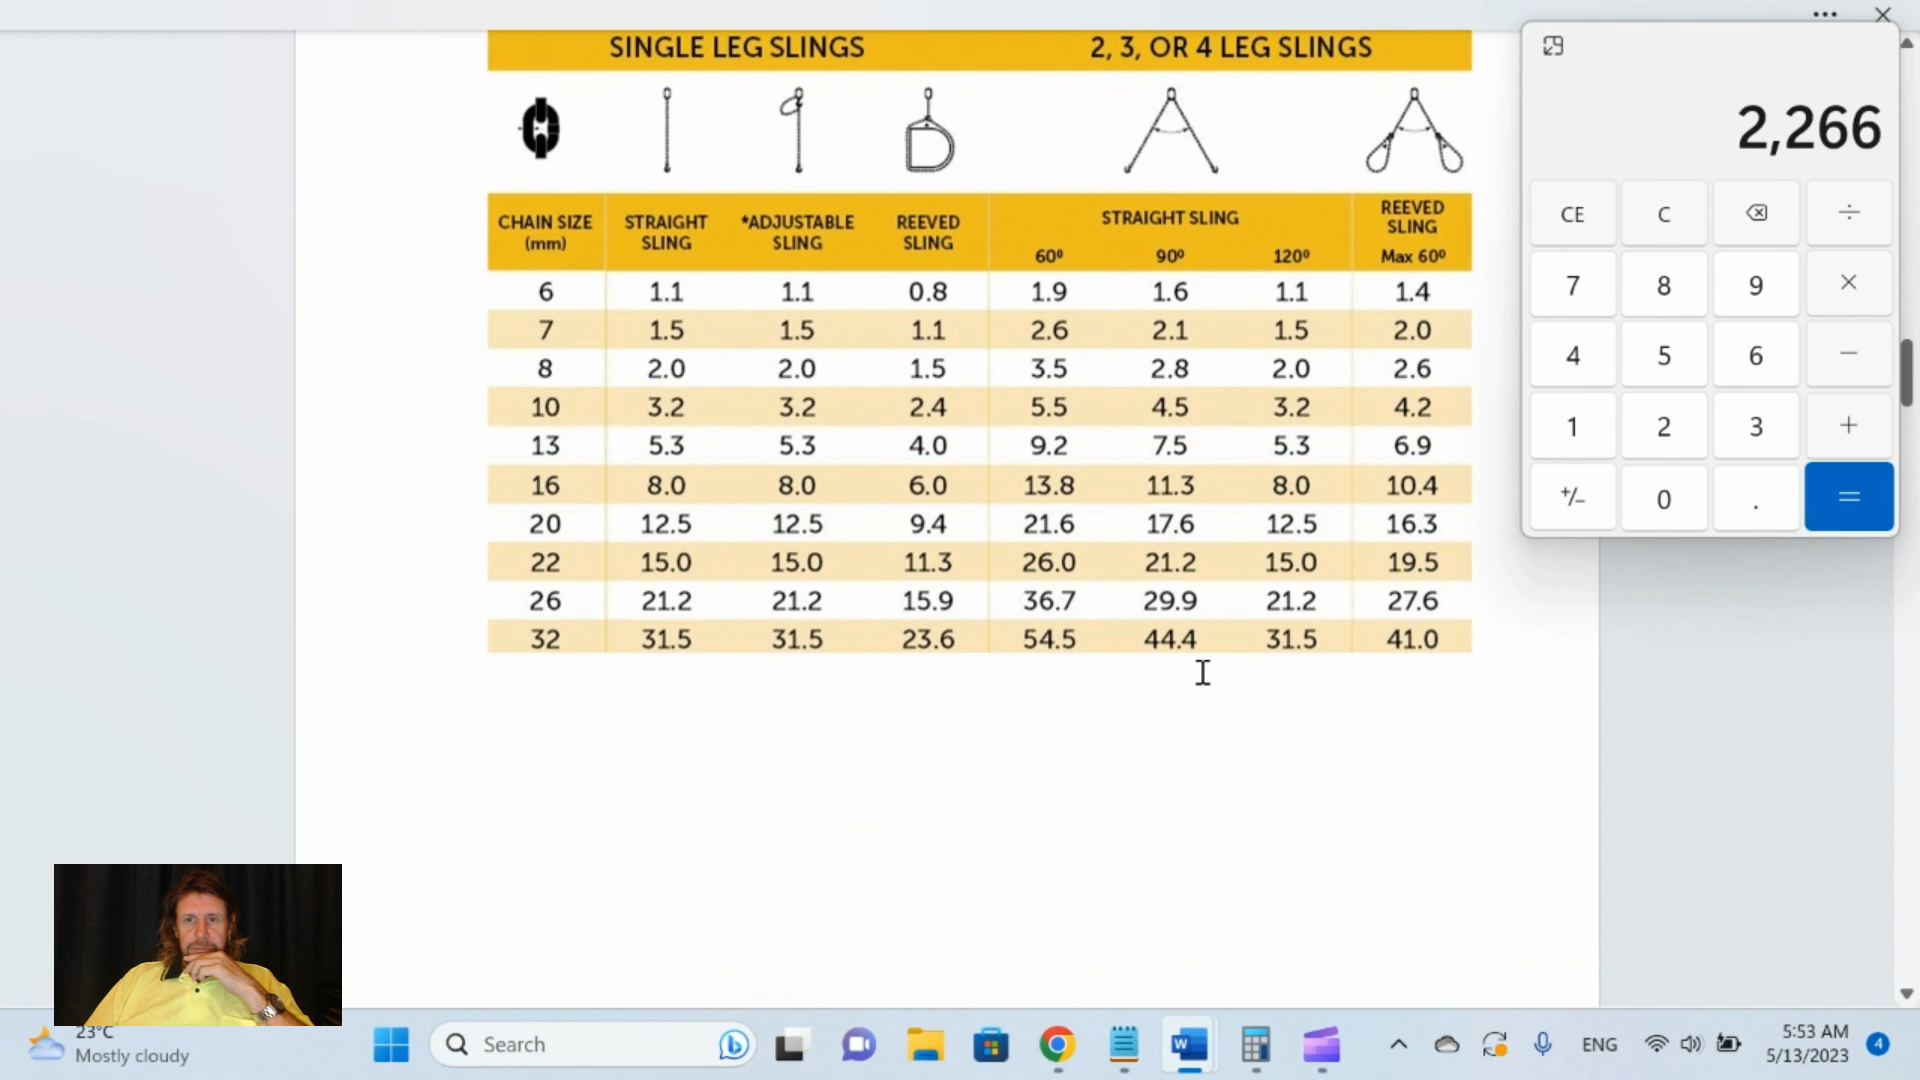 SINGLE LEG SLINGS 2, 3, OR 4 LEG SLINGS
CHAIN SIZE (mm) STRAIGHT SLING *ADJUSTABLE SLING REEVED SLING STRAIGHT SLING 60º 90º 120º REEVED SLING Max 60º
6 1.1 1.1 0.8 1.9 1.6 1.1 1.4
7 1.5 1.5 1.1 2.6 2.1 1.5 2.0
8 2.0 2.0 1.5 3.5 2.8 2.0 2.6
10 3.2 3.2 2.4 5.5 4.5 3.2 4.2
13 5.3 5.3 4.0 9.2 7.5 5.3 6.9
16 8.0 8.0 6.0 13.8 11.3 8.0 10.4
20 12.5 12.5 9.4 21.6 17.6 12.5 16.3
22 15.0 15.0 11.3 26.0 21.2 15.0 19.5
26 21.2 21.2 15.9 36.7 29.9 21.2 27.6
32 31.5 31.5 23.6 54.5 44.4 31.5 41.0
2,266
CE C ÷
7 8 9 ×
4 5 6 −
1 2 3 +
+/− 0 . =
23°C
Mostly cloudy
Search
W
ENG
5:53 AM
5/13/2023
4